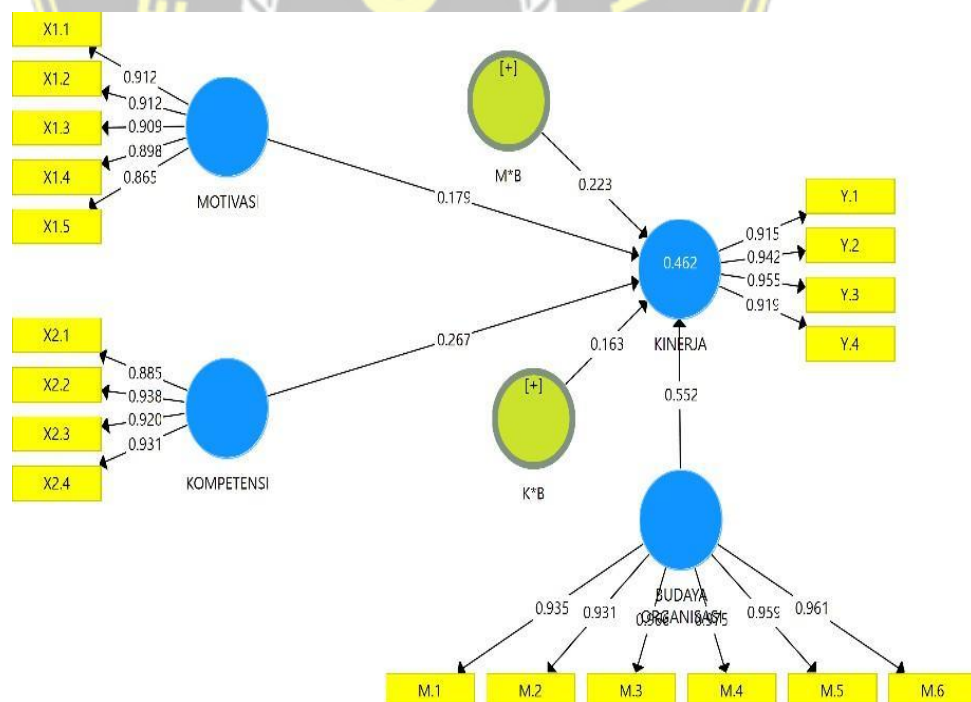 X1.1
X1.2
X1.3
X1.4
X1.5
0.912
0.912
0.909
0.898
0.865
MOTIVASI
[+]
M*B
0.179
0.223
Y.1
Y.2
Y.3
Y.4
0.915
0.942
0.955
0.919
0.462
KINERJA
X2.1
X2.2
X2.3
X2.4
0.885
0.938
0.920
0.931
KOMPETENSI
0.267
0.163
[+]
K*B
0.552
BUDAYA
ORGANISASI
0.935
0.931
0.959
0.961
M.1
M.2
M.3
M.4
M.5
M.6